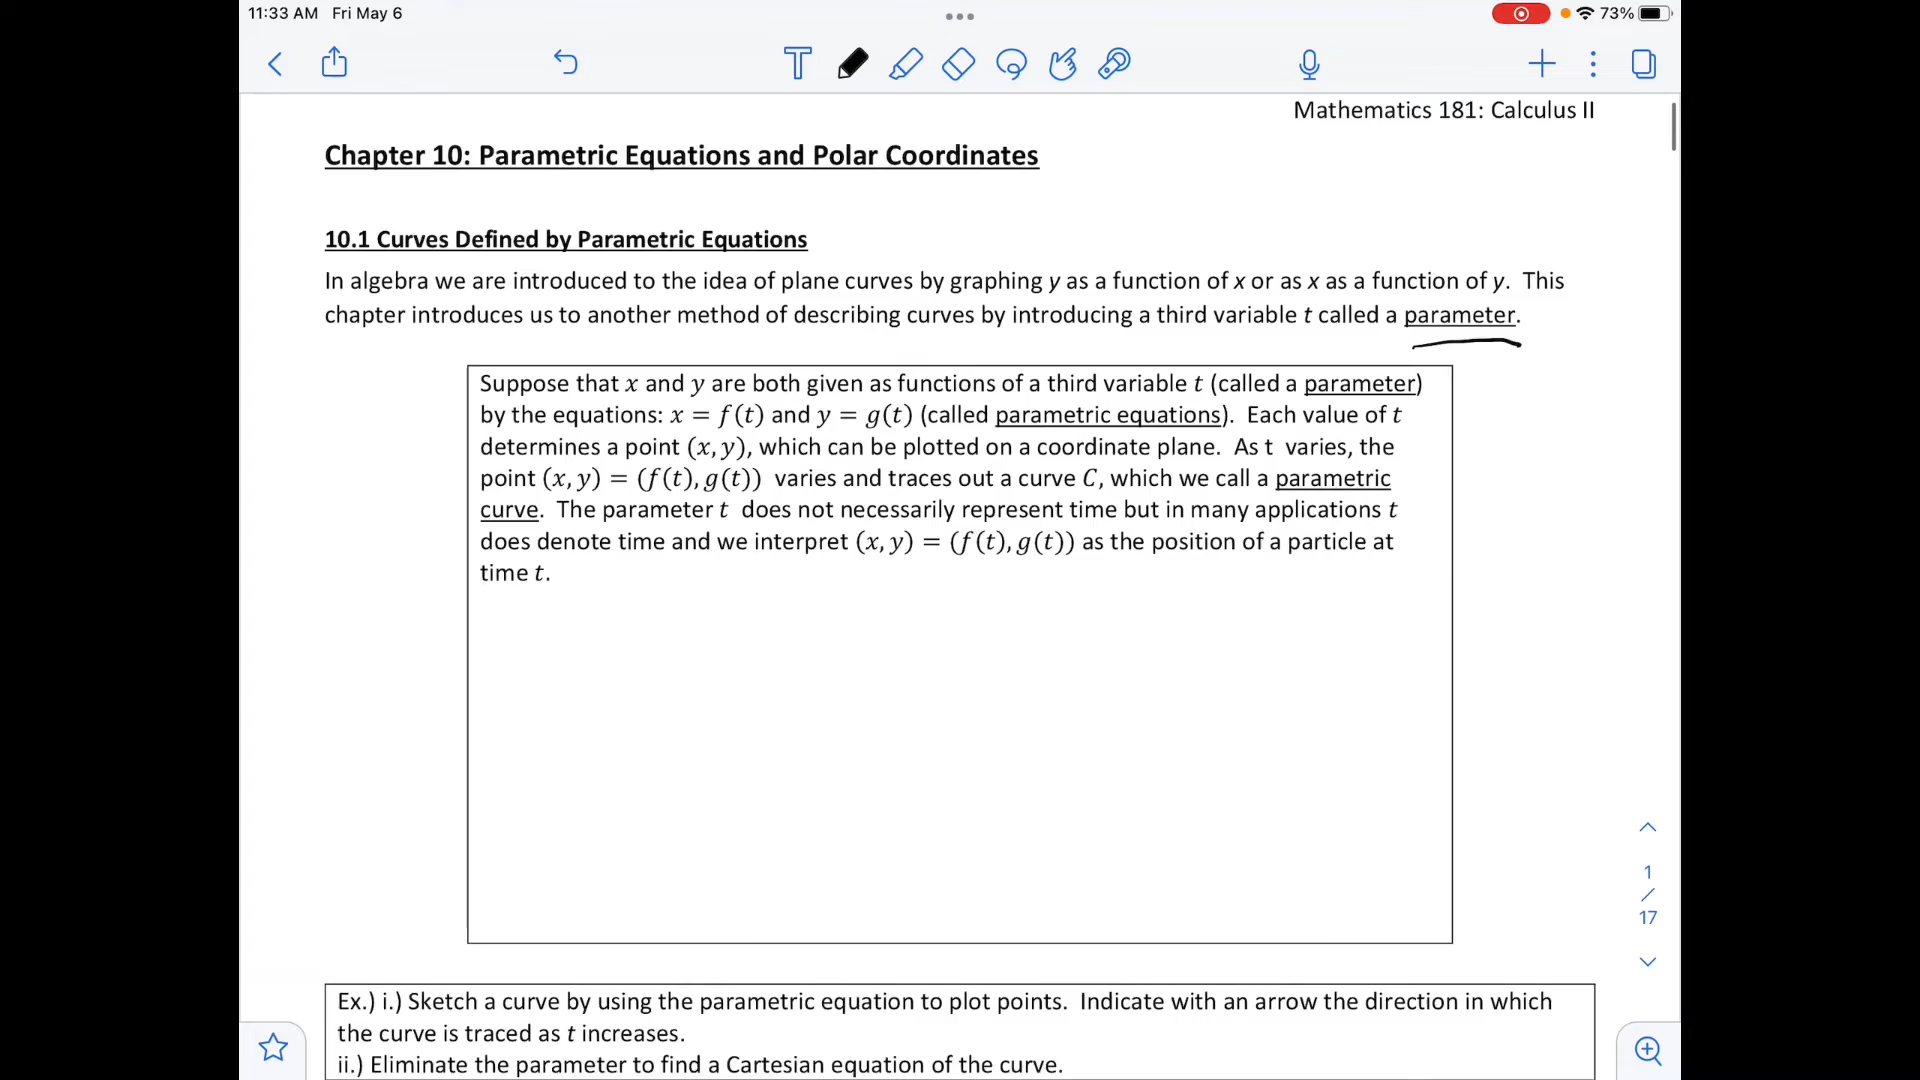 11:33 AM Fri May 6
73%
Mathematics 181: Calculus II
Chapter 10: Parametric Equations and Polar Coordinates
10.1 Curves Defined by Parametric Equations
In algebra we are introduced to the idea of plane curves by graphing y as a function of x or as x as a function of y. This
chapter introduces us to another method of describing curves by introducing a third variable t called a parameter.
Suppose that x and y are both given as functions of a third variable t (called a parameter)
by the equations: x = f(t) and y = g(t) (called parametric equations). Each value of t
determines a point (x, y), which can be plotted on a coordinate plane. As t varies, the
point (x, y) = (f(t), g(t)) varies and traces out a curve C, which we call a parametric
curve. The parameter t does not necessarily represent time but in many applications t
does denote time and we interpret (x, y) = (f(t), g(t)) as the position of a particle at
time t.
1
/
17
Ex.) i.) Sketch a curve by using the parametric equation to plot points. Indicate with an arrow the direction in which
the curve is traced as t increases.
ii.) Eliminate the parameter to find a Cartesian equation of the curve.